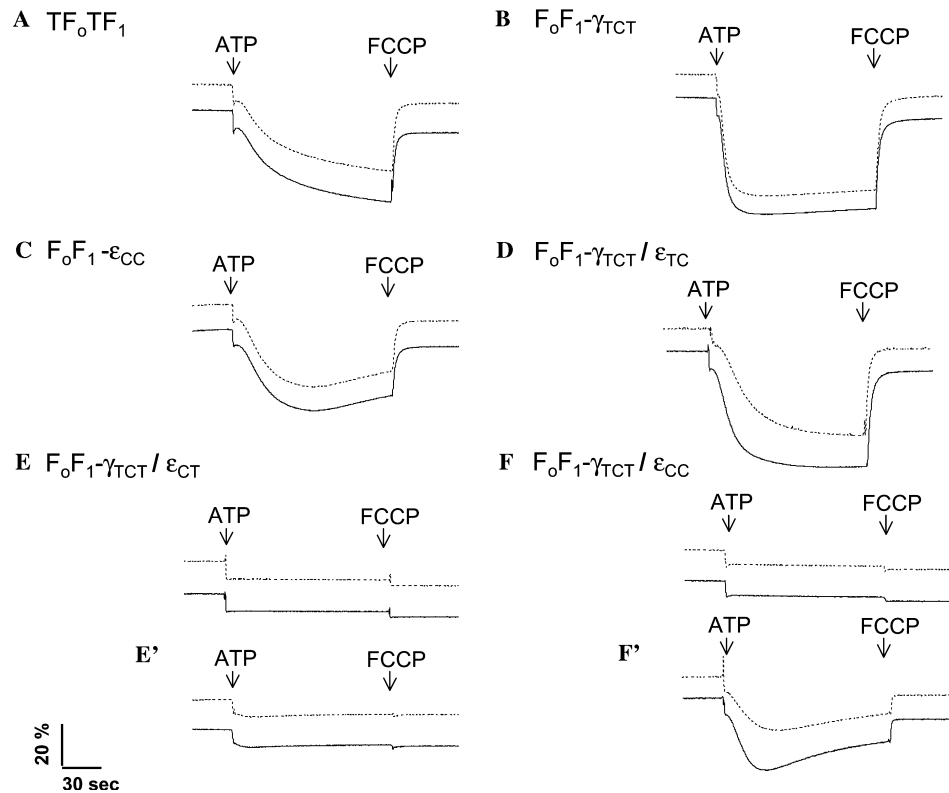 A TFoTF1
ATP FCCP
B FoF1-γTCT
ATP FCCP
C FoF1-εCC
ATP FCCP
D FoF1-γTCT / εTC
ATP FCCP
E FoF1-γTCT / εCT
ATP FCCP
F FoF1-γTCT / εCC
ATP FCCP
E’ ATP FCCP
F’ ATP FCCP
20 %
30 sec